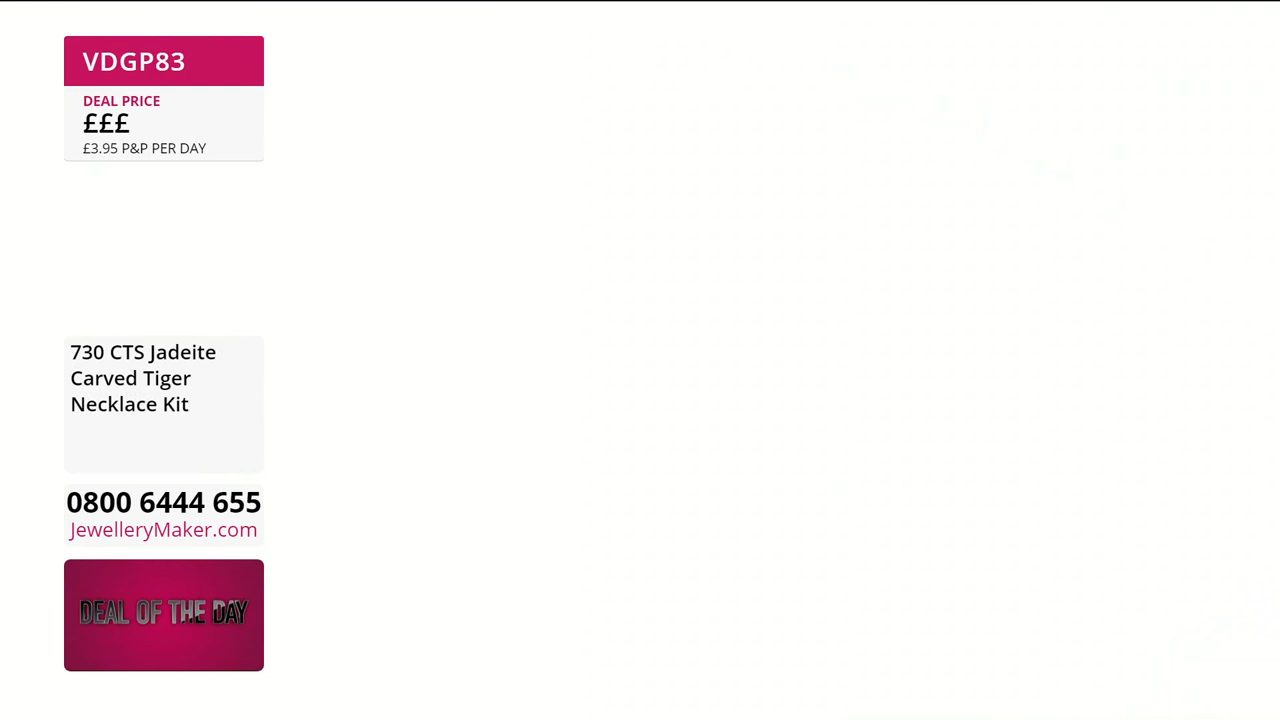 VDGP83
DEAL PRICE
£££
£3.95 P&P PER DAY
730 CTS Jadeite
Carved Tiger
Necklace Kit
0800 6444 655
JewelleryMaker.com
DEAL OF THE DAY